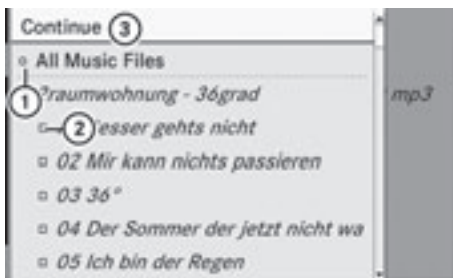 Continue 3
All Music Files
1 raumwohnung - 36grad
mp3
2 esser gehts nicht
02 Mir kann nichts passieren
03 36°
04 Der Sommer der jetzt nicht wa
05 Ich bin der Regen